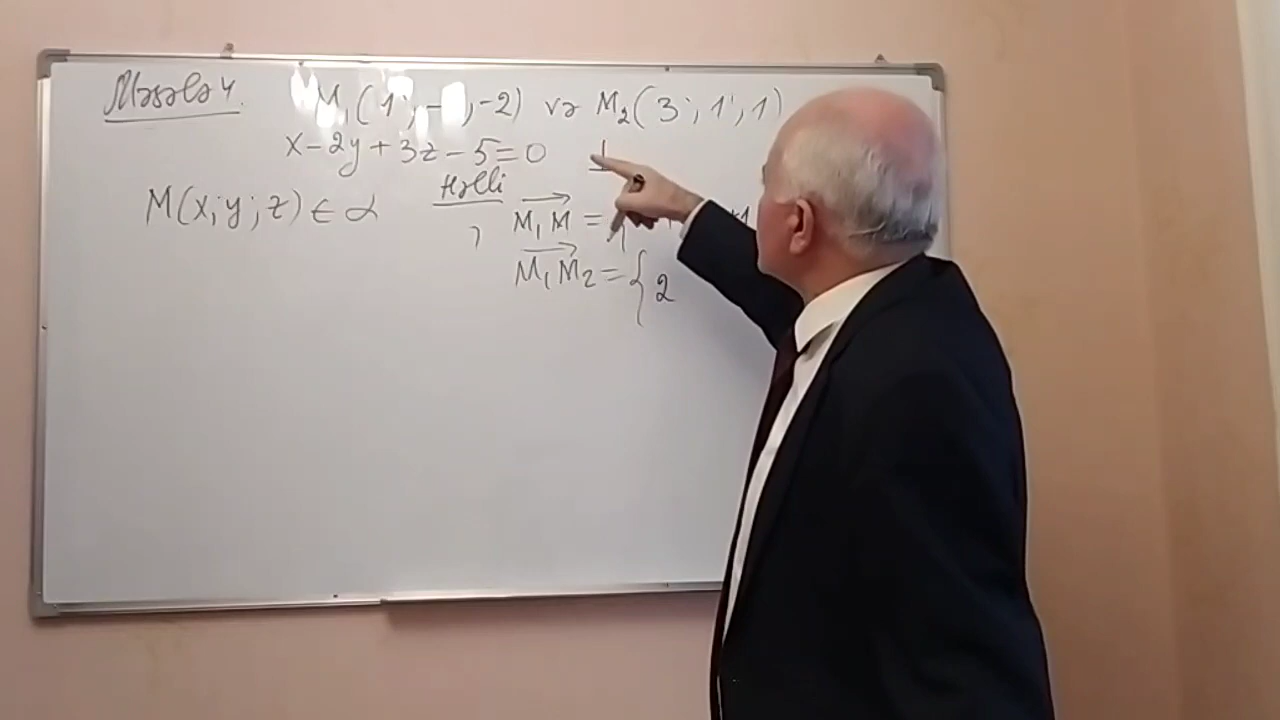 Məsələ 4. M₁(1; - , -2) və M₂(3; 1; 1)
x - 2y + 3z - 5 = 0 ⊥
Həlli
M(x; y; z) ∈ α , M₁M→ = {
M₁M₂→ = { 2